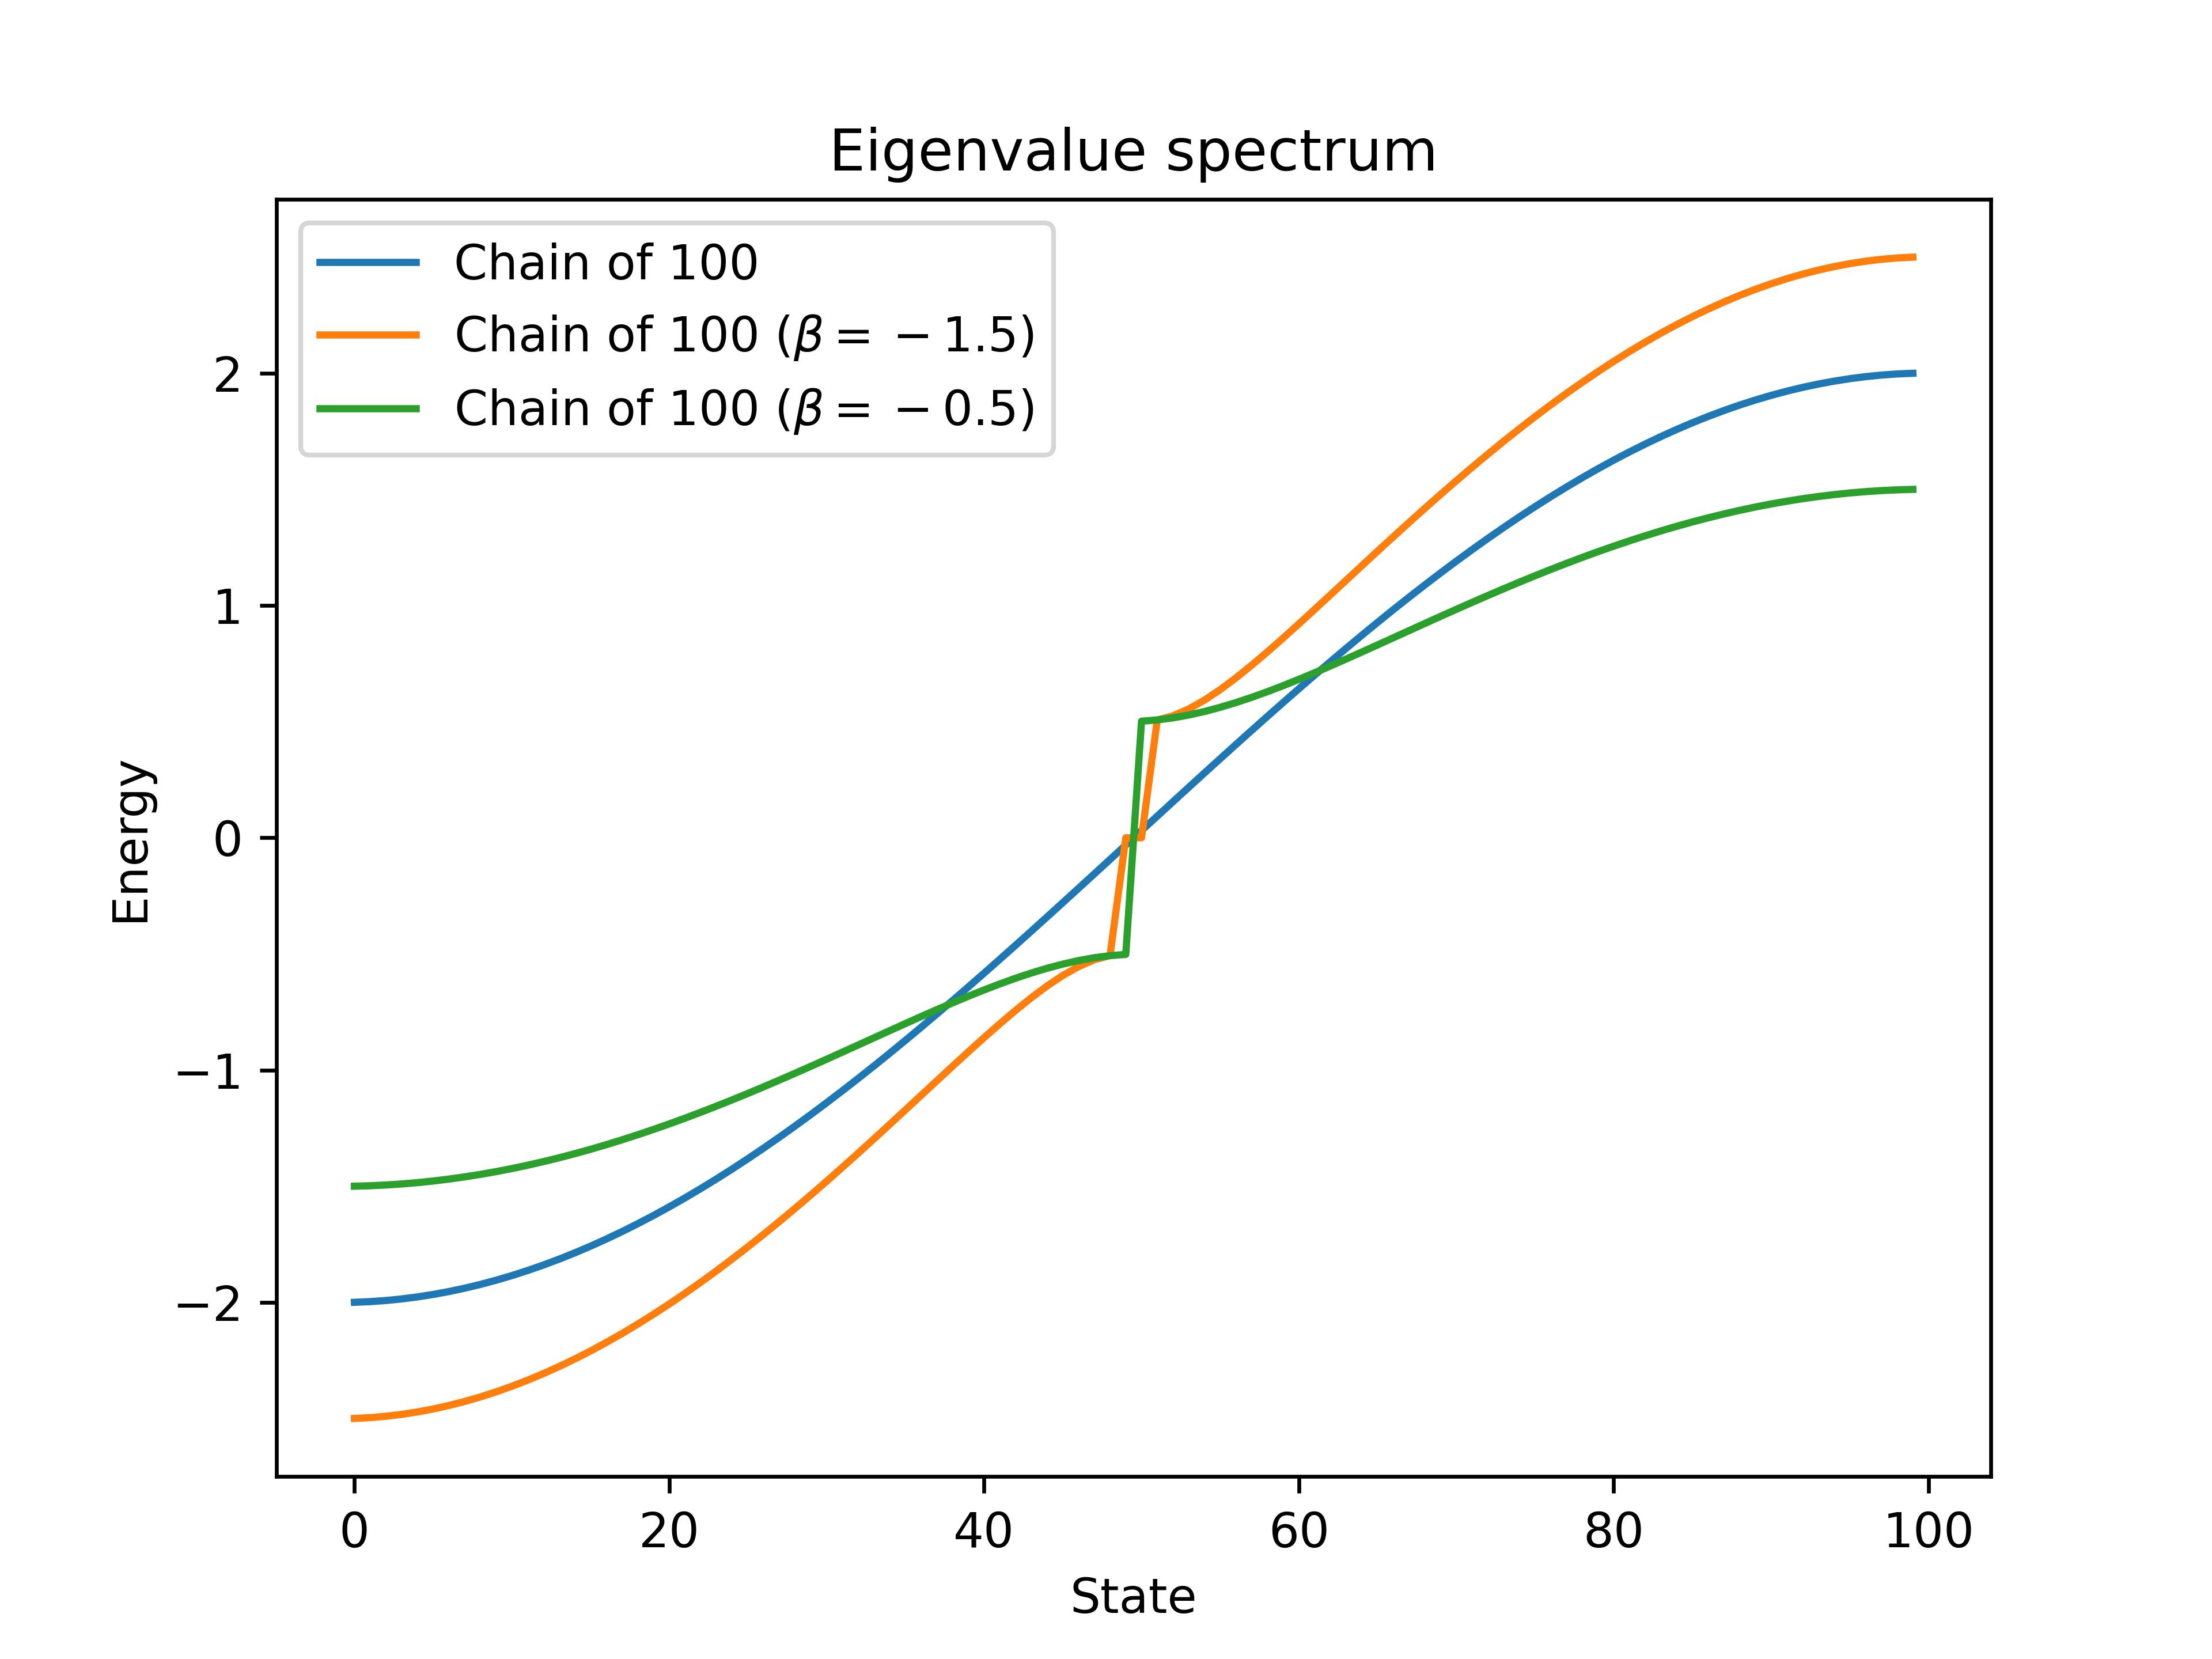 Eigenvalue spectrum
Chain of 100
Chain of 100 (β = −1.5)
Chain of 100 (β = −0.5)
2
1
0
−1
−2
Energy
0 20 40 60 80 100
State